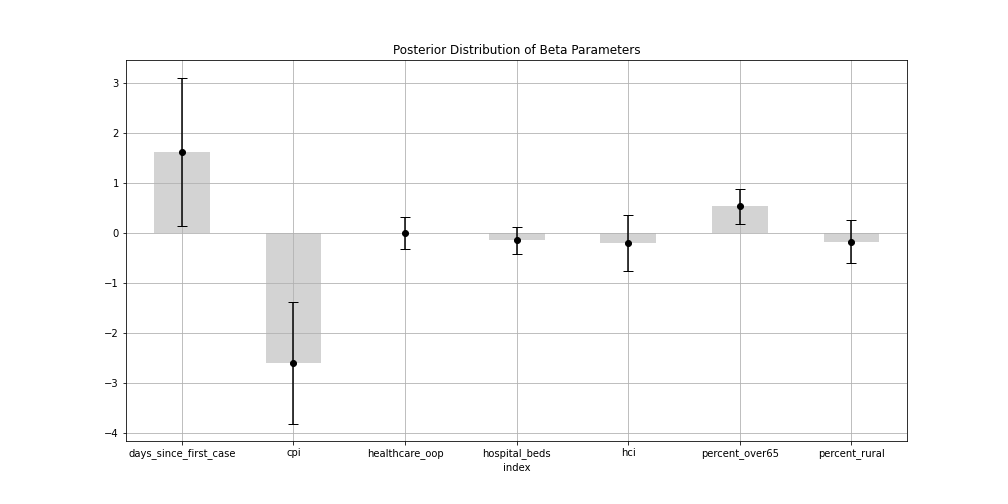 Posterior Distribution of Beta Parameters
3
2
1
0
−1
−2
−3
−4
days_since_first_case cpi healthcare_oop hospital_beds hci percent_over65 percent_rural
index